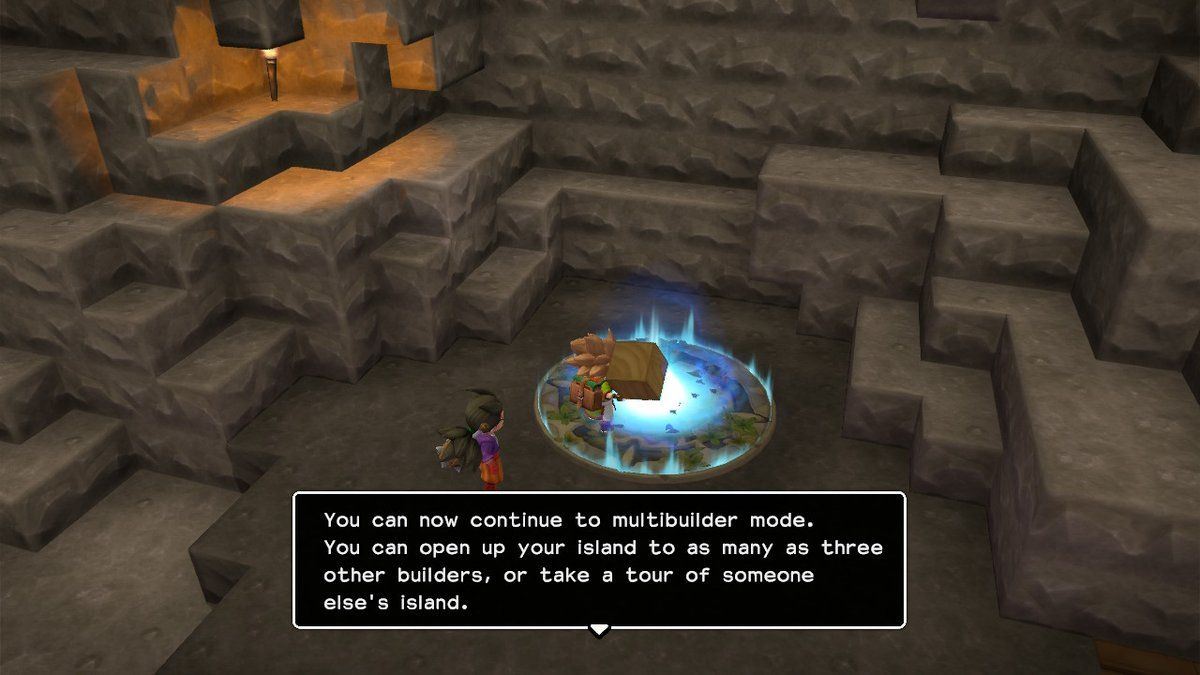 You can now continue to multibuilder mode.
You can open up your island to as many as three
other builders, or take a tour of someone
else's island.